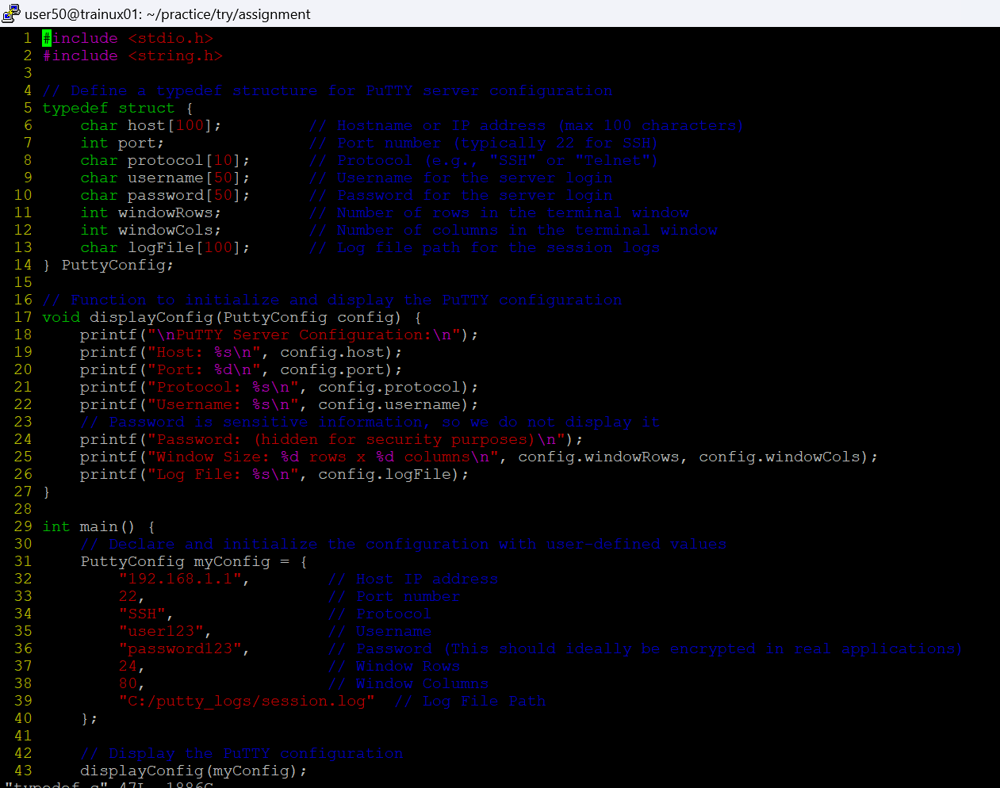 user50@trainux01: ~/practice/try/assignment
1 #include <stdio.h>
2 #include <string.h>
3
4 // Define a typedef structure for PuTTY server configuration
5 typedef struct {
6     char host[100];         // Hostname or IP address (max 100 characters)
7     int port;               // Port number (typically 22 for SSH)
8     char protocol[10];      // Protocol (e.g., "SSH" or "Telnet")
9     char username[50];      // Username for the server login
10     char password[50];      // Password for the server login
11     int windowRows;         // Number of rows in the terminal window
12     int windowCols;         // Number of columns in the terminal window
13     char logFile[100];      // Log file path for the session logs
14 } PuttyConfig;
15
16 // Function to initialize and display the PuTTY configuration
17 void displayConfig(PuttyConfig config) {
18     printf("\nPuTTY Server Configuration:\n");
19     printf("Host: %s\n", config.host);
20     printf("Port: %d\n", config.port);
21     printf("Protocol: %s\n", config.protocol);
22     printf("Username: %s\n", config.username);
23     // Password is sensitive information, so we do not display it
24     printf("Password: (hidden for security purposes)\n");
25     printf("Window Size: %d rows x %d columns\n", config.windowRows, config.windowCols);
26     printf("Log File: %s\n", config.logFile);
27 }
28
29 int main() {
30     // Declare and initialize the configuration with user-defined values
31     PuttyConfig myConfig = {
32         "192.168.1.1",        // Host IP address
33         22,                   // Port number
34         "SSH",                // Protocol
35         "user123",            // Username
36         "password123",        // Password (This should ideally be encrypted in real applications)
37         24,                   // Window Rows
38         80,                   // Window Columns
39         "C:/putty_logs/session.log"  // Log File Path
40     };
41
42     // Display the PuTTY configuration
43     displayConfig(myConfig);
"typedef.c" 47L, 1886C